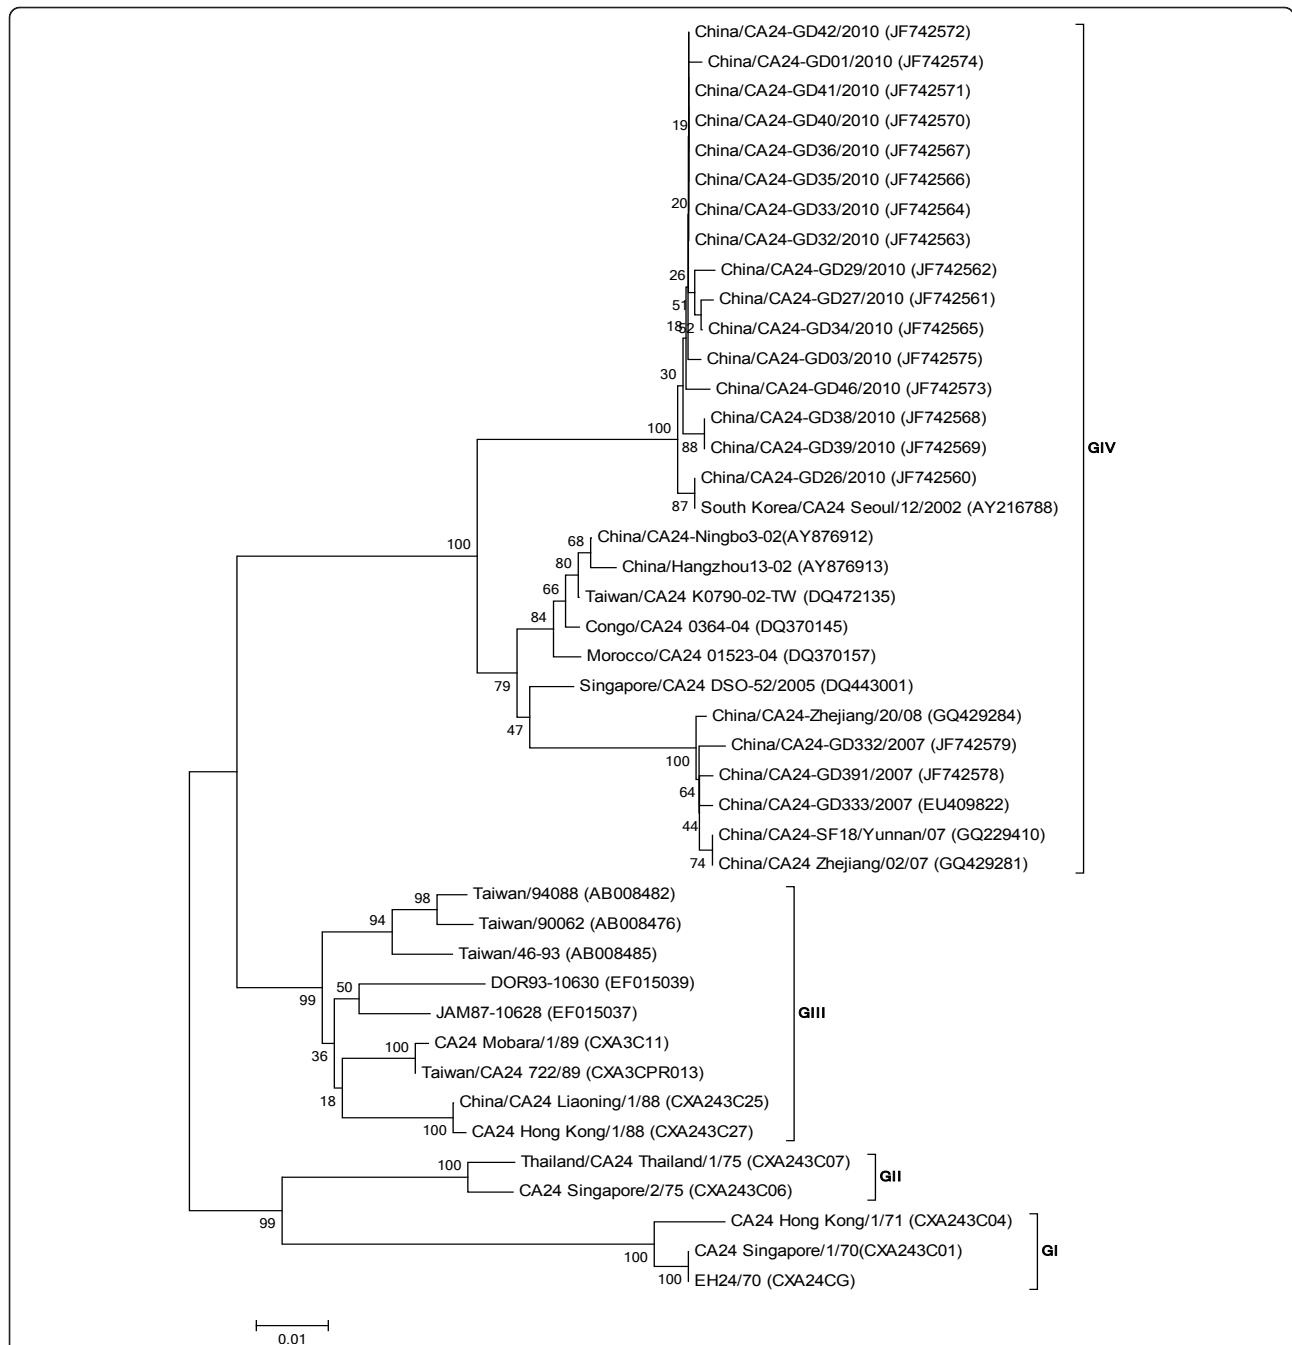 China/CA24-GD42/2010 (JF742572)
China/CA24-GD01/2010 (JF742574)
China/CA24-GD41/2010 (JF742571)
19
China/CA24-GD40/2010 (JF742570)
China/CA24-GD36/2010 (JF742567)
China/CA24-GD35/2010 (JF742566)
20
China/CA24-GD33/2010 (JF742564)
China/CA24-GD32/2010 (JF742563)
26
China/CA24-GD29/2010 (JF742562)
51
China/CA24-GD27/2010 (JF742561)
18
62
China/CA24-GD34/2010 (JF742565)
China/CA24-GD03/2010 (JF742575)
30
China/CA24-GD46/2010 (JF742573)
China/CA24-GD38/2010 (JF742568)
100
88
China/CA24-GD39/2010 (JF742569)
GIV
China/CA24-GD26/2010 (JF742560)
87
South Korea/CA24 Seoul/12/2002 (AY216788)
100
68
China/CA24-Ningbo3-02(AY876912)
80
China/Hangzhou13-02 (AY876913)
66
Taiwan/CA24 K0790-02-TW (DQ472135)
84
Congo/CA24 0364-04 (DQ370145)
Morocco/CA24 01523-04 (DQ370157)
79
Singapore/CA24 DSO-52/2005 (DQ443001)
47
China/CA24-Zhejiang/20/08 (GQ429284)
China/CA24-GD332/2007 (JF742579)
100
China/CA24-GD391/2007 (JF742578)
64
China/CA24-GD333/2007 (EU409822)
44
China/CA24-SF18/Yunnan/07 (GQ229410)
74
China/CA24 Zhejiang/02/07 (GQ429281)
98
Taiwan/94088 (AB008482)
94
Taiwan/90062 (AB008476)
Taiwan/46-93 (AB008485)
50
DOR93-10630 (EF015039)
99
JAM87-10628 (EF015037)
GIII
36
100
CA24 Mobara/1/89 (CXA3C11)
Taiwan/CA24 722/89 (CXA3CPR013)
18
China/CA24 Liaoning/1/88 (CXA243C25)
100
CA24 Hong Kong/1/88 (CXA243C27)
100
Thailand/CA24 Thailand/1/75 (CXA243C07)
GII
CA24 Singapore/2/75 (CXA243C06)
99
CA24 Hong Kong/1/71 (CXA243C04)
100
CA24 Singapore/1/70(CXA243C01)
GI
100
EH24/70 (CXA24CG)
0.01